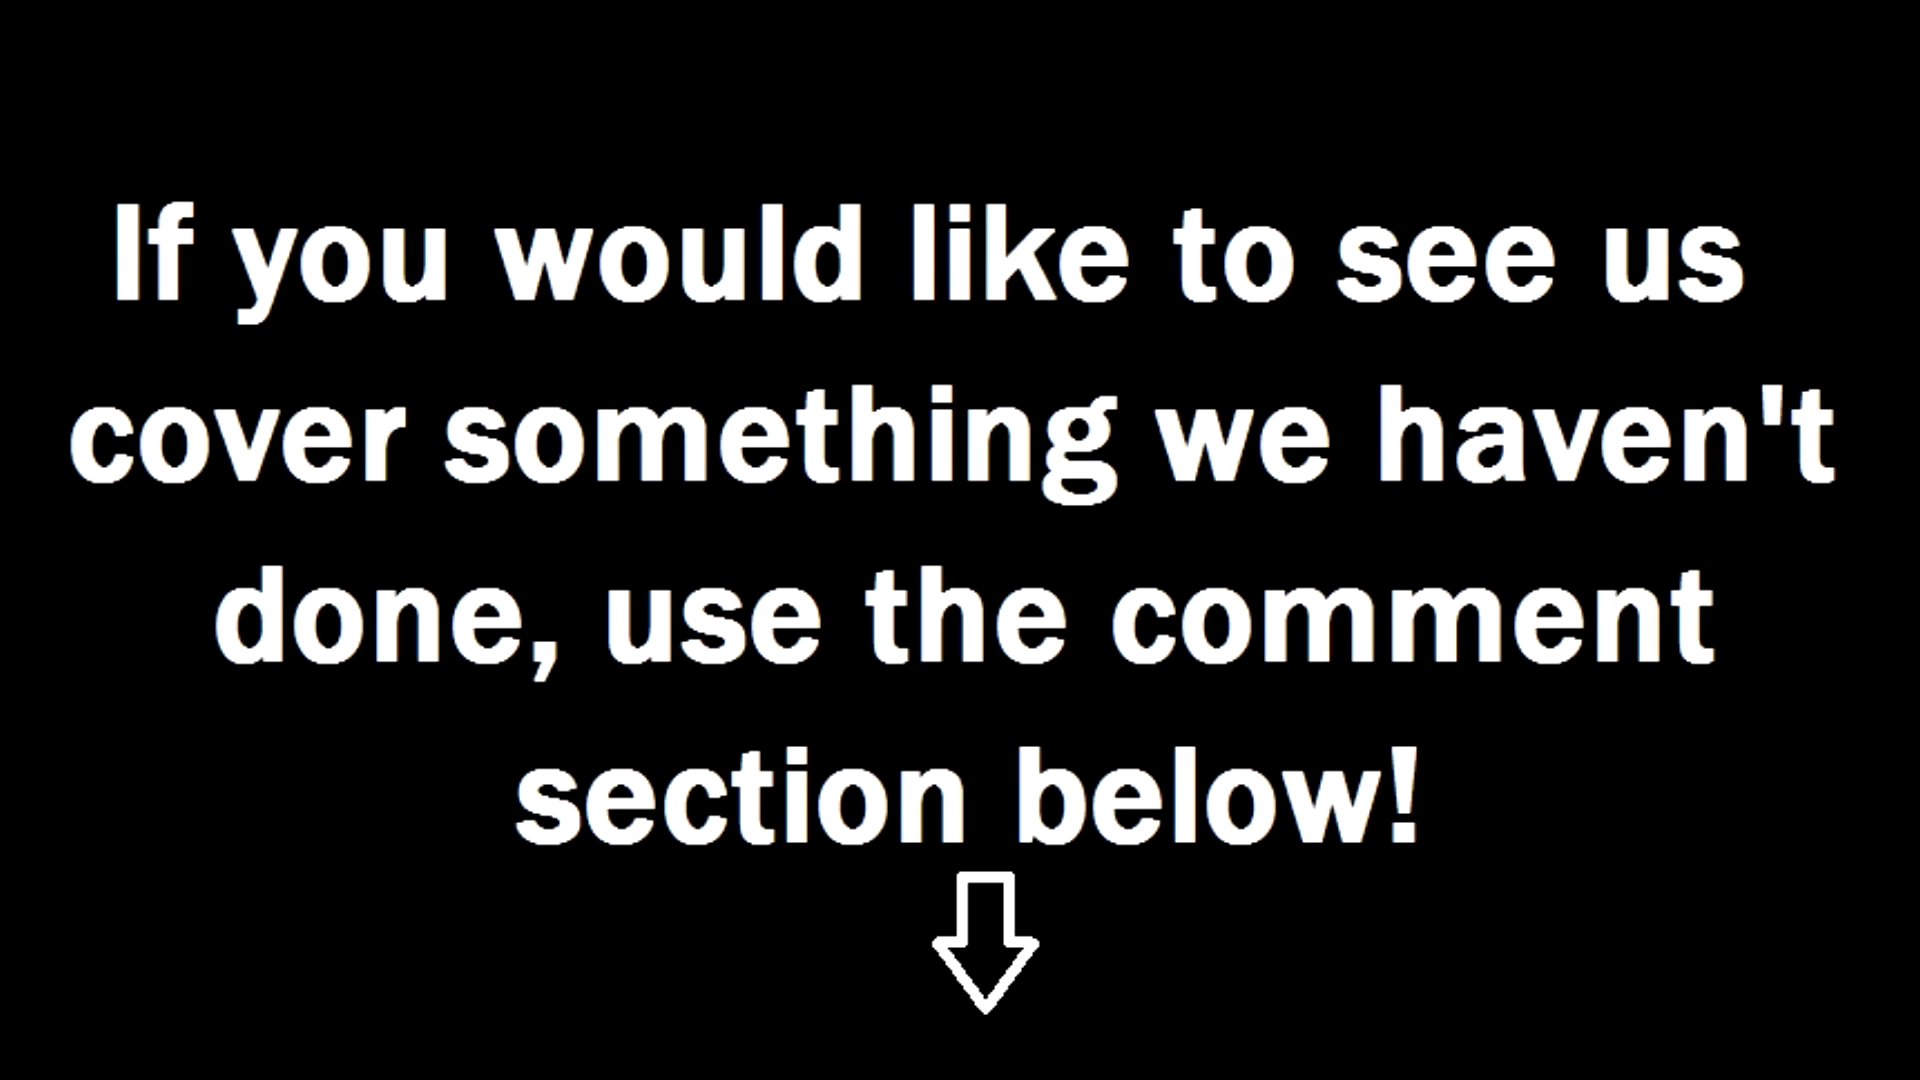 If you would like to see us
cover something we haven't
done, use the comment
section below!